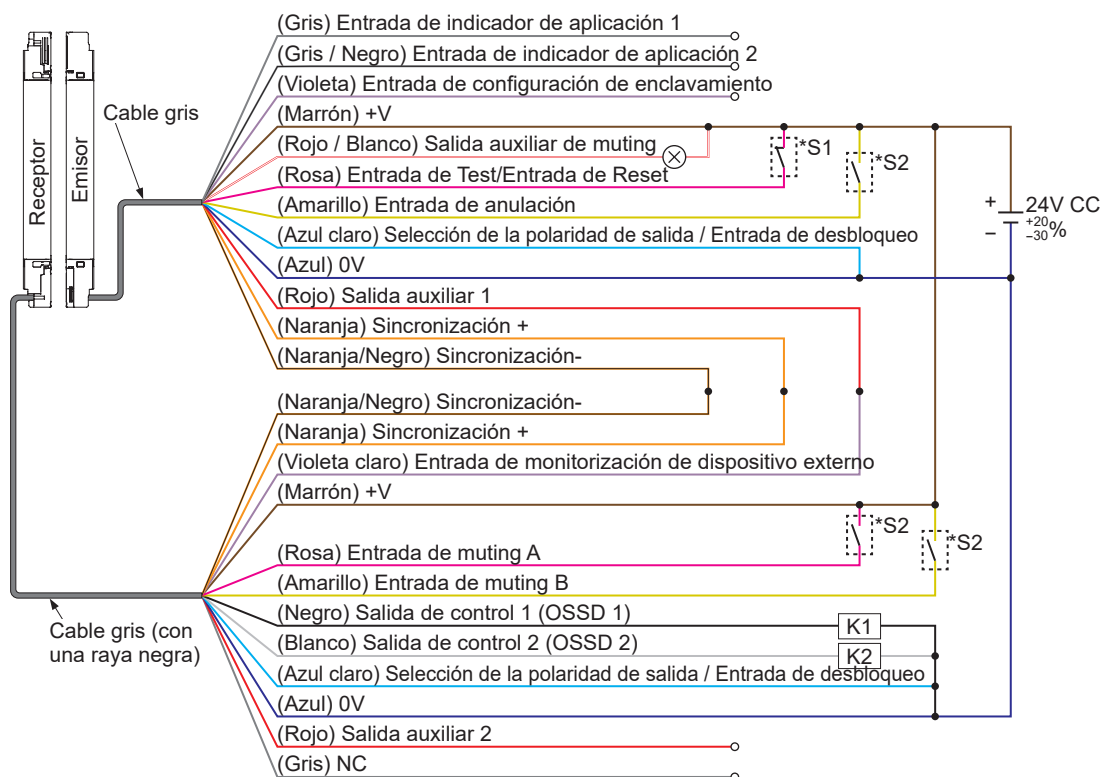 (Gris) Entrada de indicador de aplicación 1
(Gris / Negro) Entrada de indicador de aplicación 2
(Violeta) Entrada de configuración de enclavamiento
(Marrón) +V
(Rojo / Blanco) Salida auxiliar de muting
(Rosa) Entrada de Test/Entrada de Reset
(Amarillo) Entrada de anulación
(Azul claro) Selección de la polaridad de salida / Entrada de desbloqueo
(Azul) 0V
(Rojo) Salida auxiliar 1
(Naranja) Sincronización +
(Naranja/Negro) Sincronización-
Cable gris
Receptor
Emisor
*S1
*S2
+
−
24V CC
+20
−30%
(Naranja/Negro) Sincronización-
(Naranja) Sincronización +
(Violeta claro) Entrada de monitorización de dispositivo externo
(Marrón) +V
*S2
*S2
(Rosa) Entrada de muting A
(Amarillo) Entrada de muting B
(Negro) Salida de control 1 (OSSD 1)
K1
(Blanco) Salida de control 2 (OSSD 2)
K2
(Azul claro) Selección de la polaridad de salida / Entrada de desbloqueo
(Azul) 0V
(Rojo) Salida auxiliar 2
(Gris) NC
Cable gris (con
una raya negra)